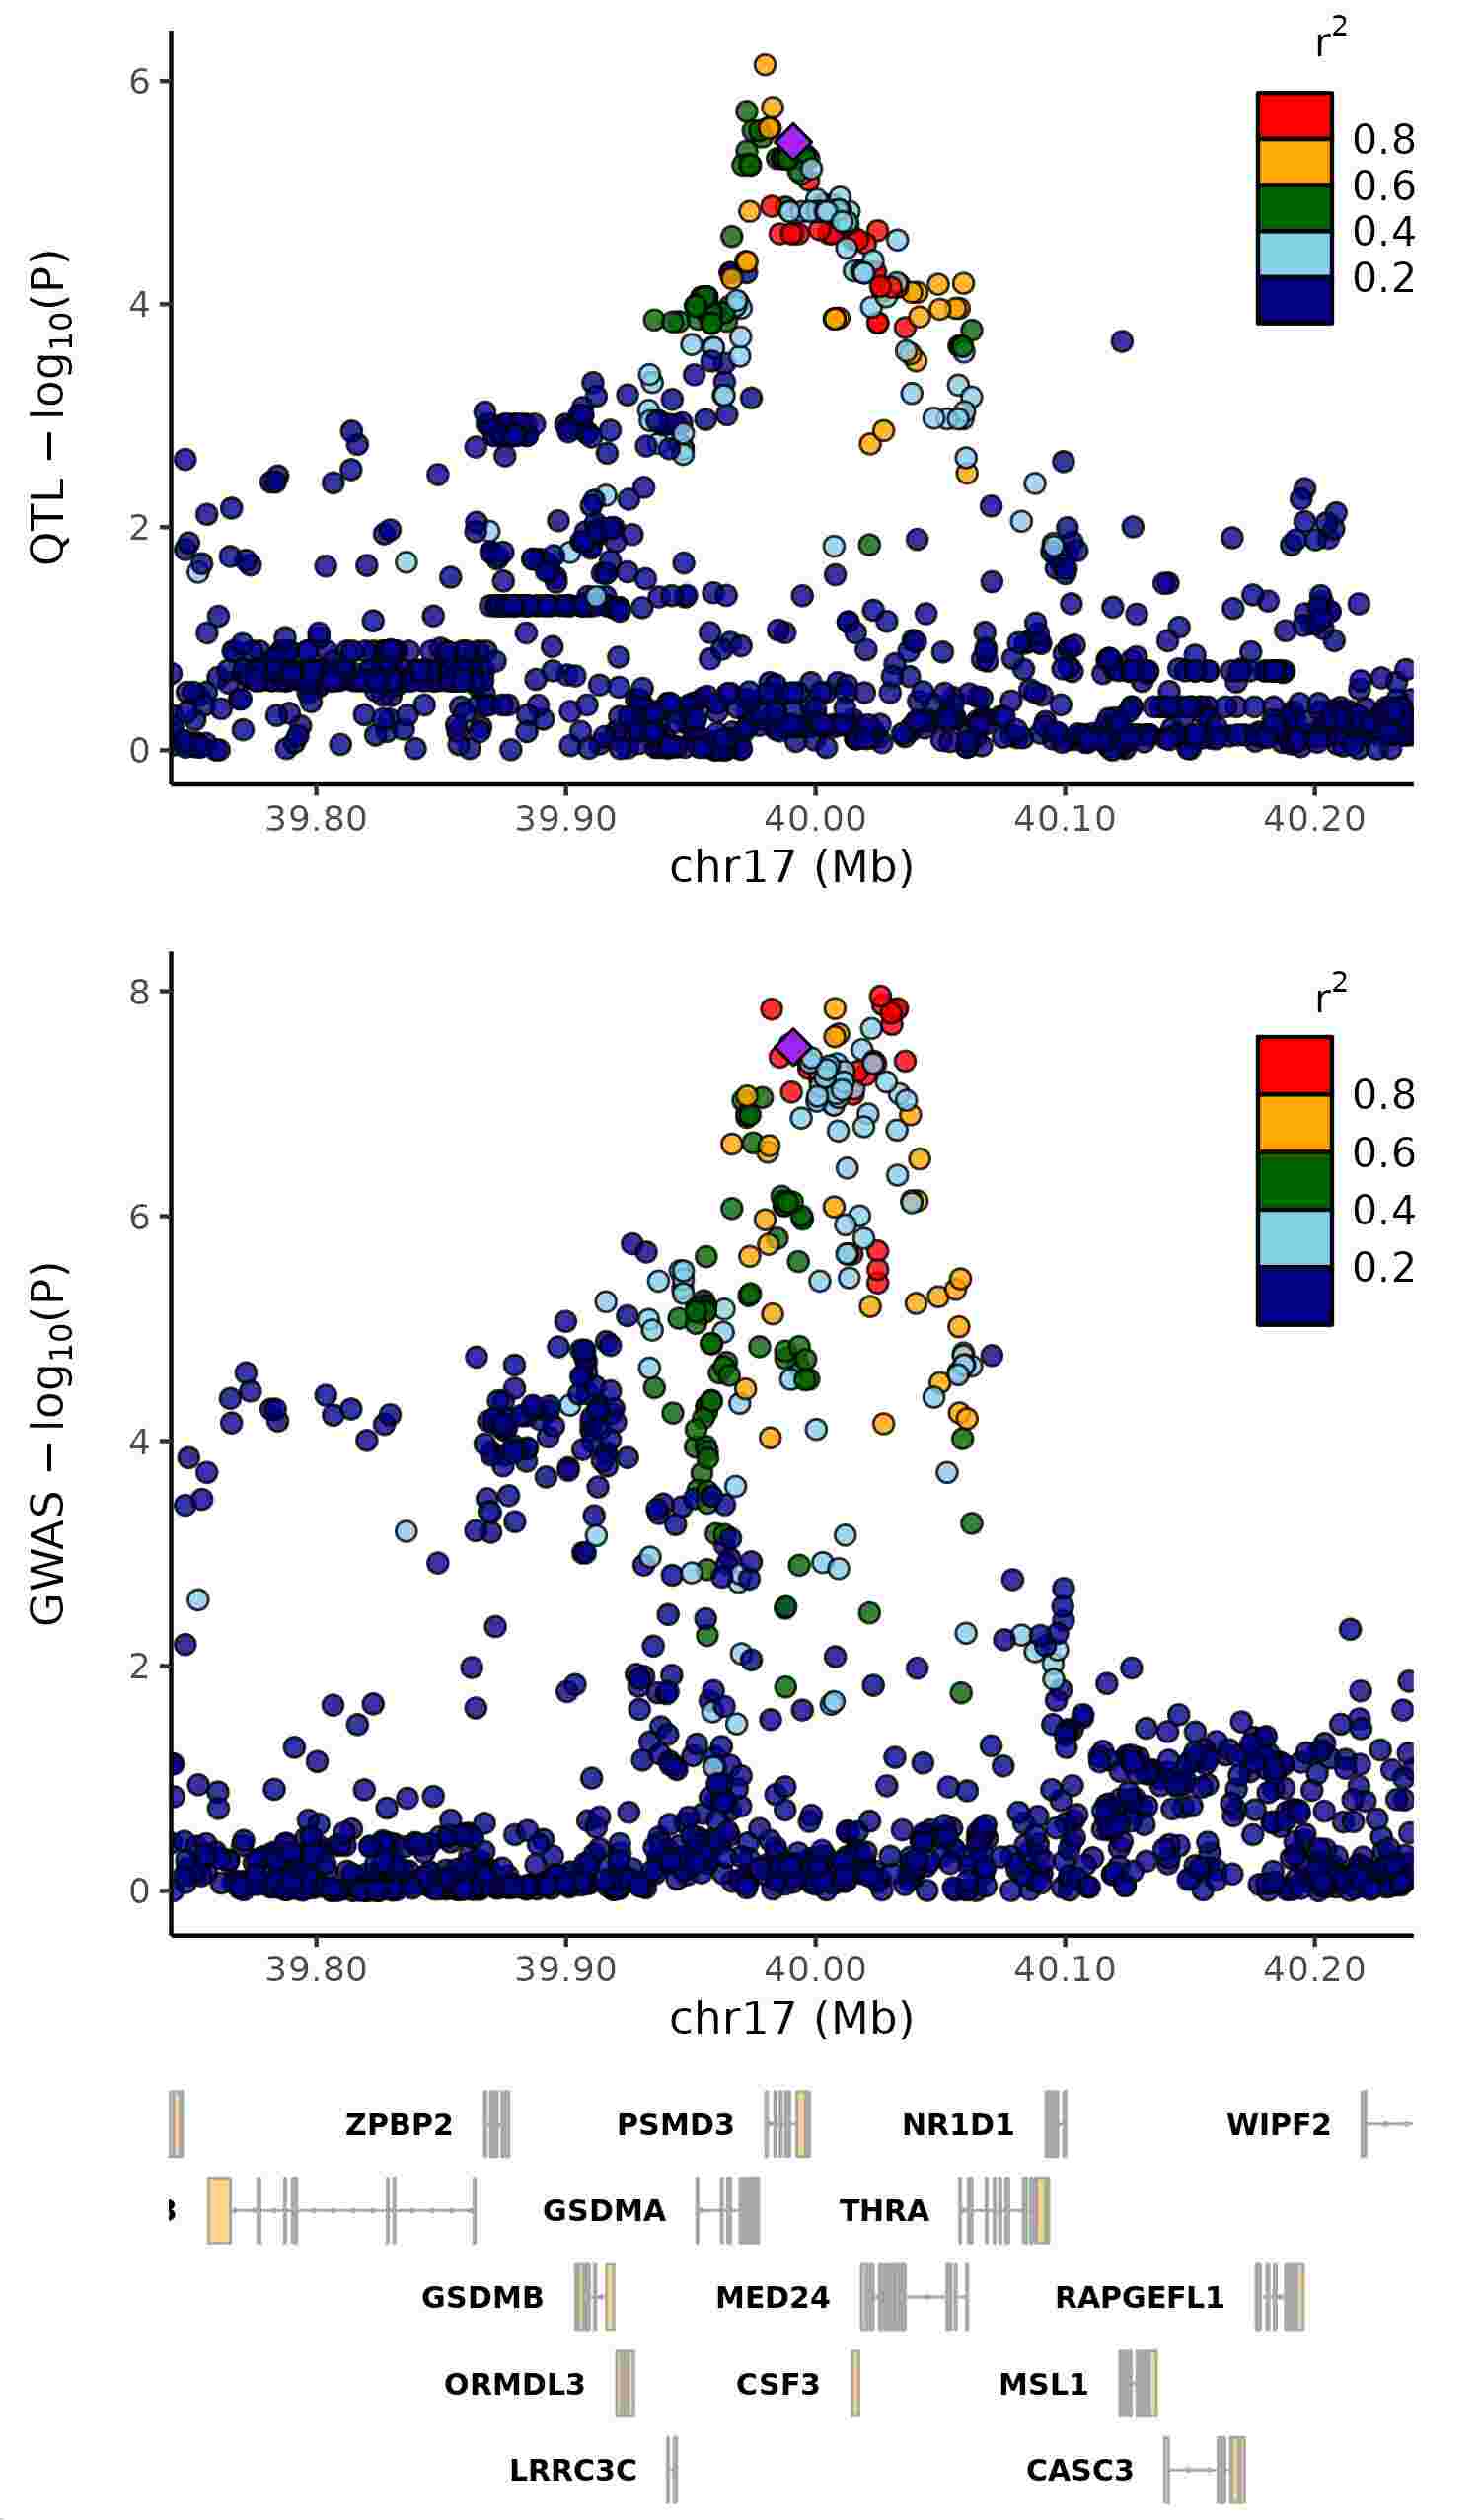 r²
6
4
2
0
QTL −log₁₀(P)
0.8
0.6
0.4
0.2
39.80 39.90 40.00 40.10 40.20
chr17 (Mb)
r²
8
6
4
2
0
GWAS −log₁₀(P)
0.8
0.6
0.4
0.2
39.80 39.90 40.00 40.10 40.20
chr17 (Mb)
ZPBP2 PSMD3 NR1D1 WIPF2
GSDMA THRA
GSDMB MED24 RAPGEFL1
ORMDL3 CSF3 MSL1
LRRC3C CASC3